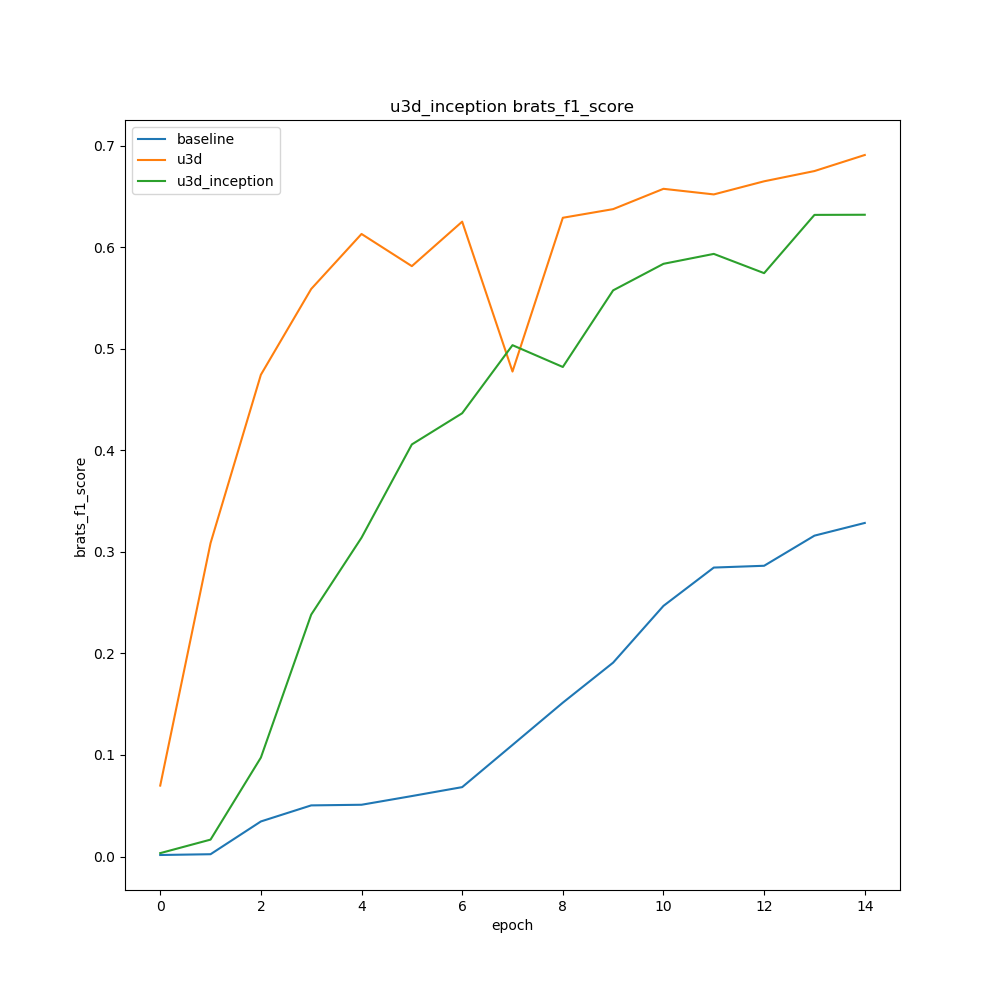 u3d_inception brats_f1_score
baseline
u3d
u3d_inception
0.7
0.6
0.5
0.4
0.3
0.2
0.1
0.0
brats_f1_score
0 2 4 6 8 10 12 14
epoch